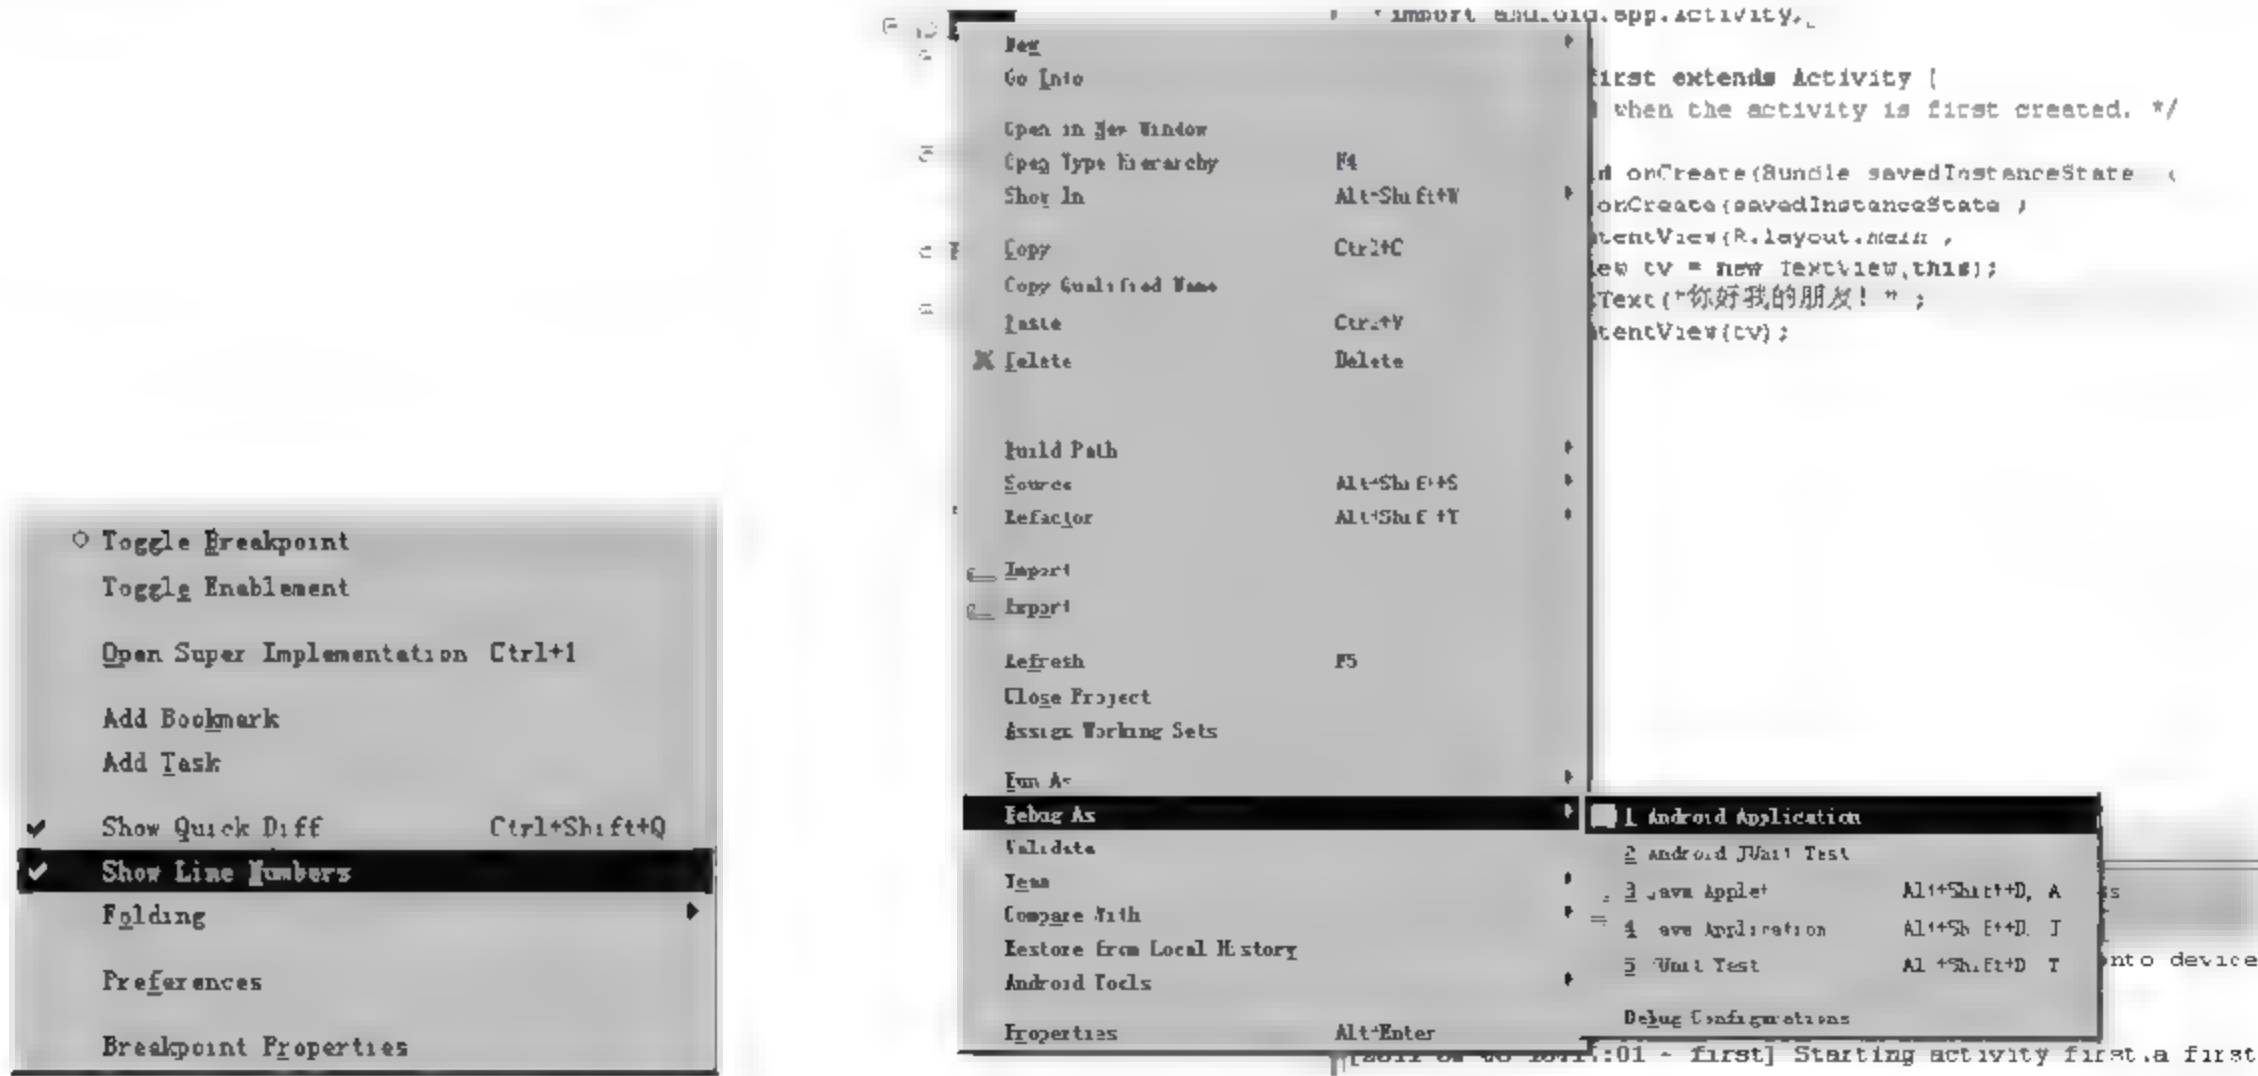 Toggle Breakpoint
Toggle Enablement
Open Super Implementation Ctrl+1
Add Bookmark
Add Task
Show Quick Diff Ctrl+Shift+Q
Show Line Numbers
Folding
Preferences
Breakpoint Properties
import android.app.Activity;
New
Go Into
Open in New Window
Open Type Hierarchy F4
Show In Alt+Shift+W
Copy Ctrl+C
Copy Qualified Name
Paste Ctrl+V
Delete Delete
Build Path
Source Alt+Shift+S
Refactor Alt+Shift+T
Import
Export
Refresh F5
Close Project
Assign Working Sets
Run As
Debug As
Validate
Team
Compare With
Restore from Local History
Android Tools
Properties Alt+Enter
first extends Activity {
when the activity is first created. */
d onCreate(Bundle savedInstanceState {
onCreate(savedInstanceState ;
tentView(R.layout.main ,
ew tv = new TextView(this);
Text("你好我的朋友!" ;
tentView(tv);
1 Android Application
2 Android JUnit Test
3 Java Applet Alt+Shift+D, A
4 Java Application Alt+Shift+D, J
5 JUnit Test Alt+Shift+D T
Debug Configurations
nto device
:01 - first] Starting activity first.a first